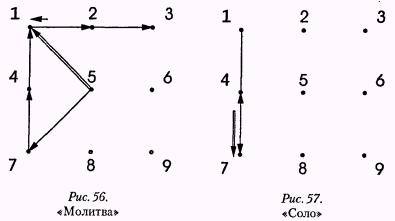 1 2 3
4 5 6
7 8 9
Рис. 56.
«Молитва»
1 2 3
4 5 6
7 8 9
Рис. 57.
«Соло»